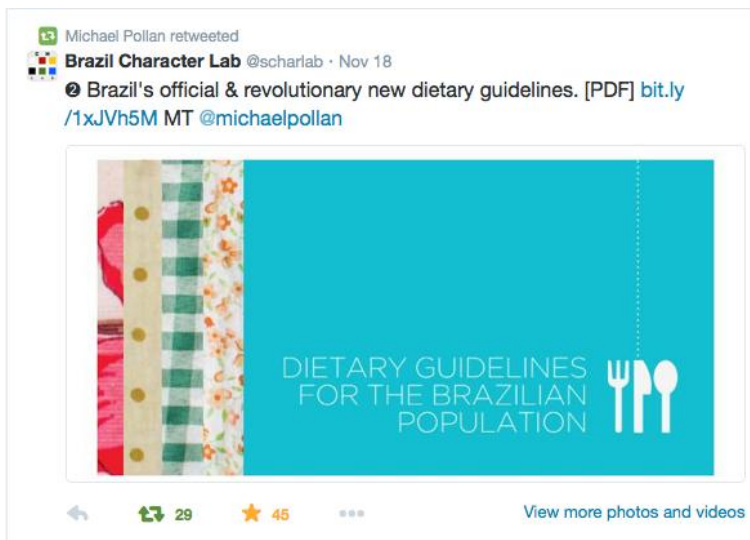 Michael Pollan retweeted
Brazil Character Lab @scharlab · Nov 18
❷ Brazil's official & revolutionary new dietary guidelines. [PDF] bit.ly
/1xJVh5M MT @michaelpollan
DIETARY GUIDELINES
FOR THE BRAZILIAN
POPULATION
29 45 View more photos and videos